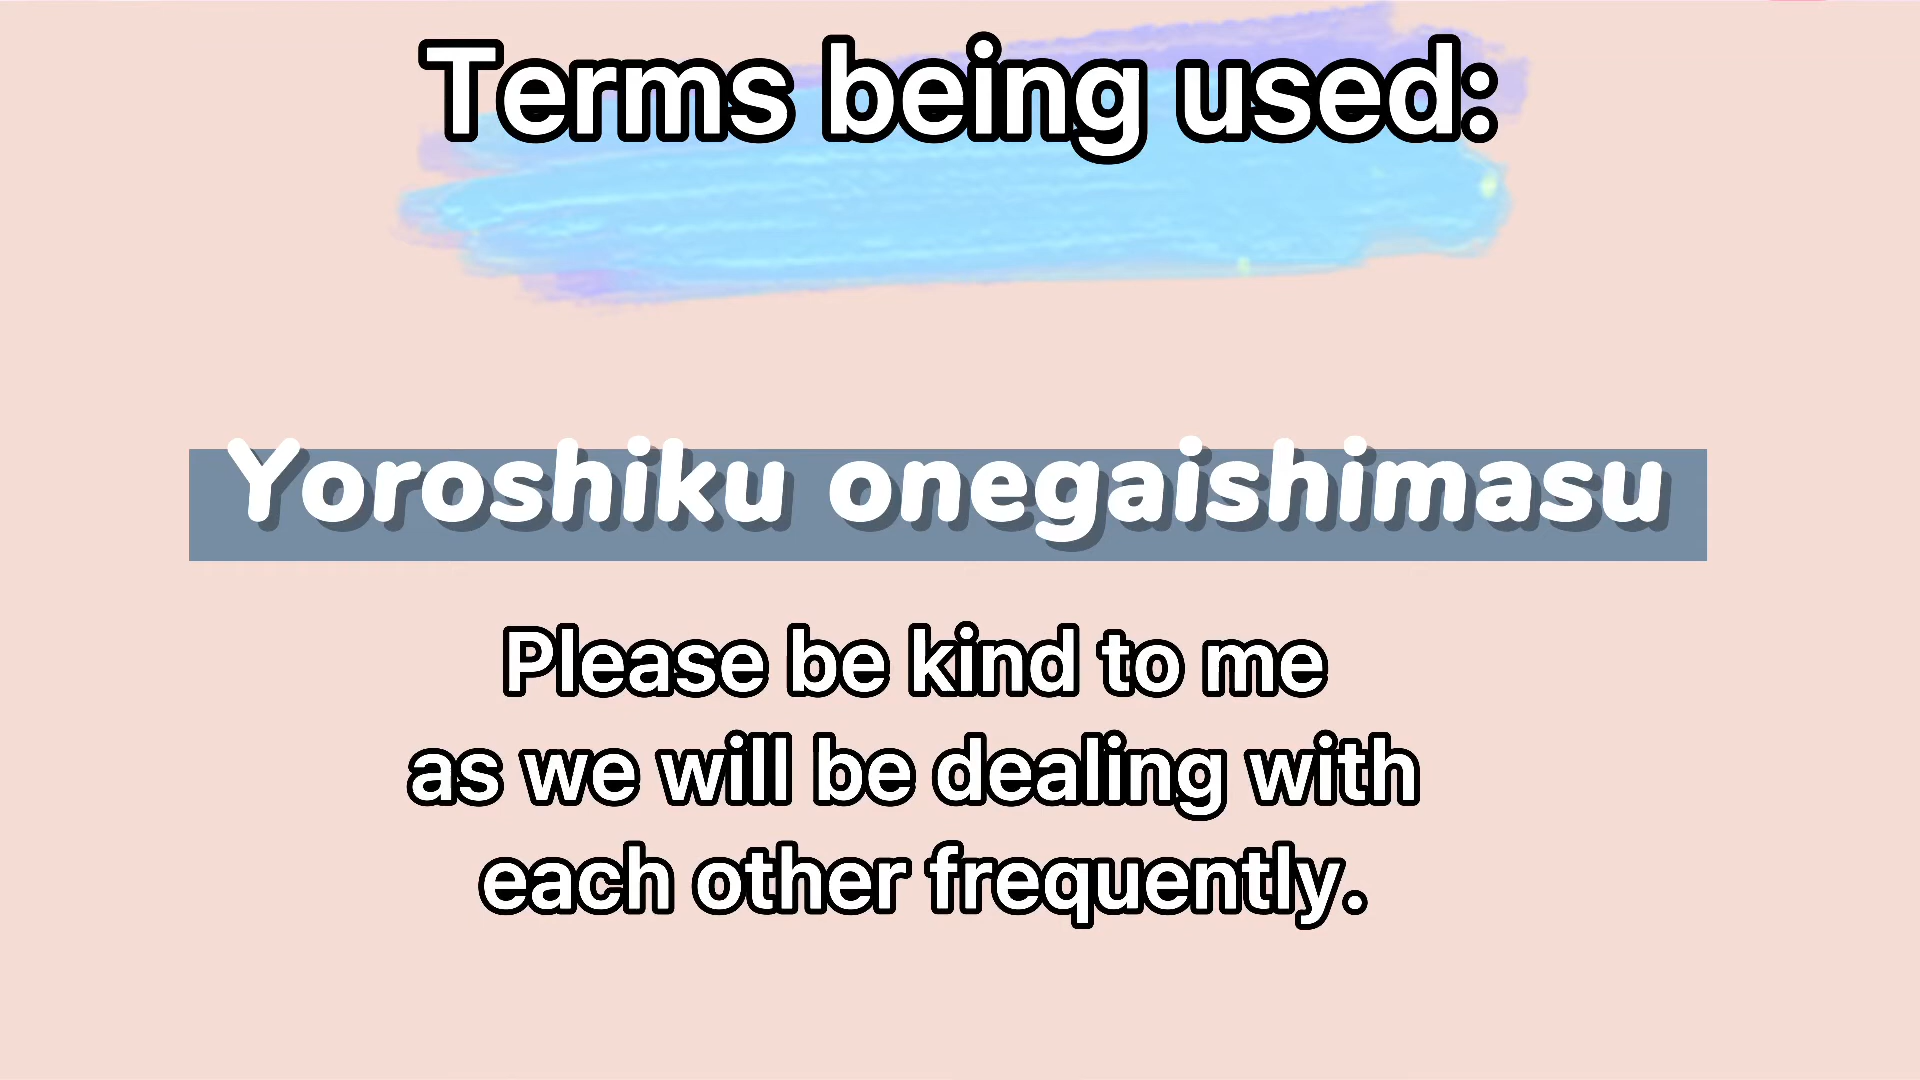 Terms being used:
Yoroshiku onegaishimasu
Please be kind to me
as we will be dealing with
each other frequently.